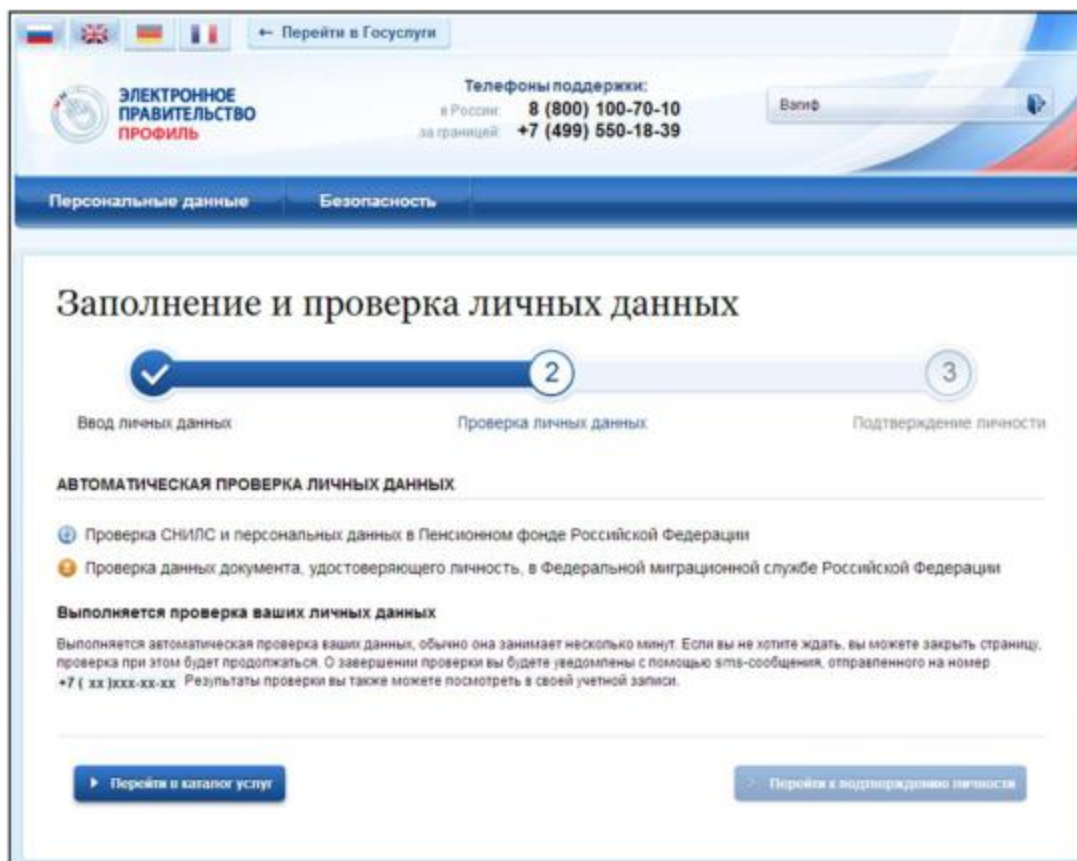 ← Перейти в Госуслуги
ЭЛЕКТРОННОЕ
ПРАВИТЕЛЬСТВО
ПРОФИЛЬ
Телефоны поддержки:
в России: 8 (800) 100-70-10
за границей: +7 (499) 550-18-39
Вагиф
Персональные данные Безопасность
Заполнение и проверка личных данных
2 3
Ввод личных данных Проверка личных данных Подтверждение личности
АВТОМАТИЧЕСКАЯ ПРОВЕРКА ЛИЧНЫХ ДАННЫХ
Проверка СНИЛС и персональных данных в Пенсионном фонде Российской Федерации
Проверка данных документа, удостоверяющего личность, в Федеральной миграционной службе Российской Федерации
Выполняется проверка ваших личных данных
Выполняется автоматическая проверка ваших данных, обычно она занимает несколько минут. Если вы не хотите ждать, вы можете закрыть страницу,
проверка при этом будет продолжаться. О завершении проверки вы будете уведомлены с помощью sms-сообщения, отправленного на номер
+7 ( xx )xxx-xx-xx Результаты проверки вы также можете посмотреть в своей учетной записи.
Перейти в каталог услуг Перейти к подтверждению личности